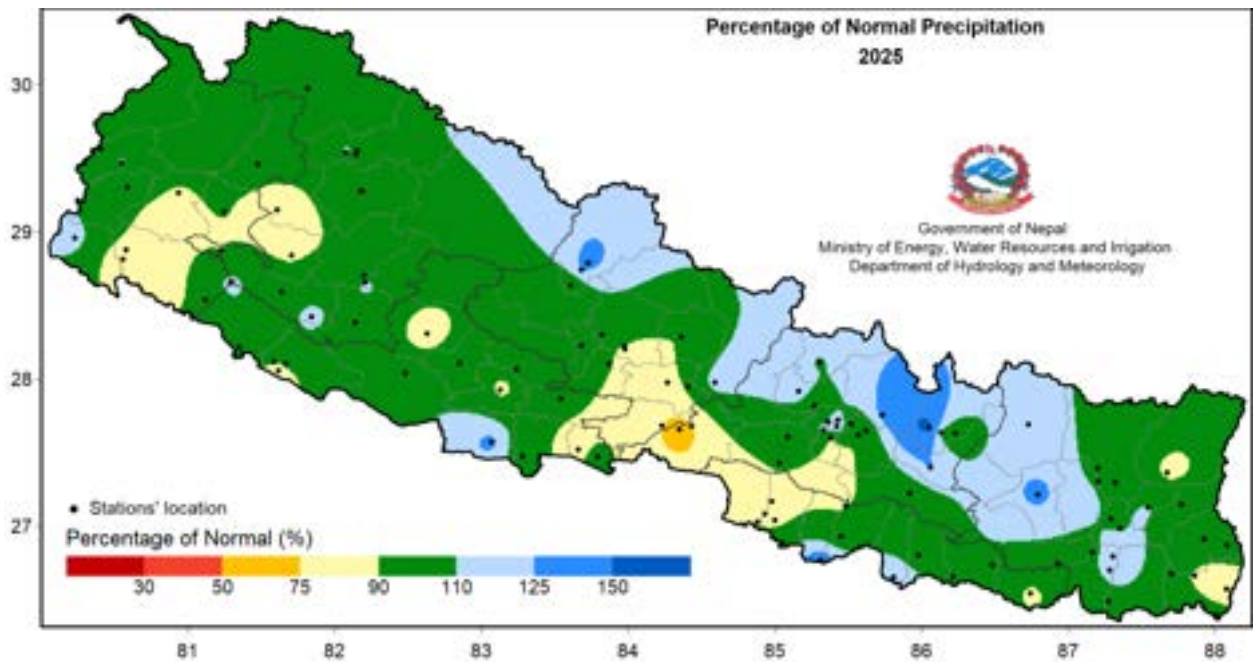 Percentage of Normal Precipitation
2025
30
Government of Nepal
Ministry of Energy, Water Resources and Irrigation
Department of Hydrology and Meteorology
29
28
27
Stations' location
Percentage of Normal (%)
30 50 75 90 110 125 150
81 82 83 84 85 86 87 88